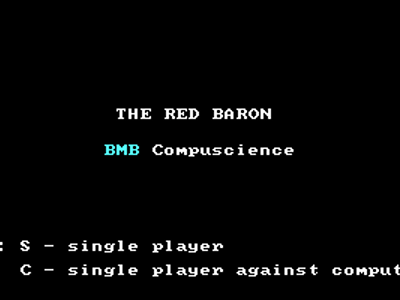 THE RED BARON
BMB Compuscience
: S - single player
C - single player against comput